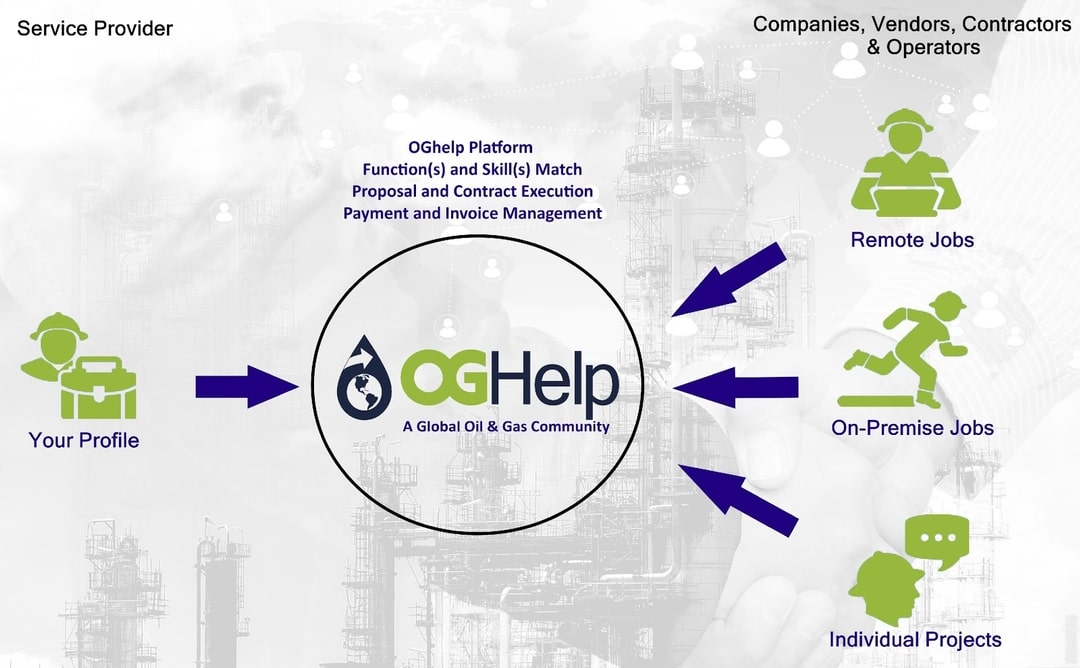 Service Provider
Companies, Vendors, Contractors
& Operators
OGhelp Platform
Function(s) and Skill(s) Match
Proposal and Contract Execution
Payment and Invoice Management
Remote Jobs
OGHelp
A Global Oil & Gas Community
On-Premise Jobs
Your Profile
Individual Projects